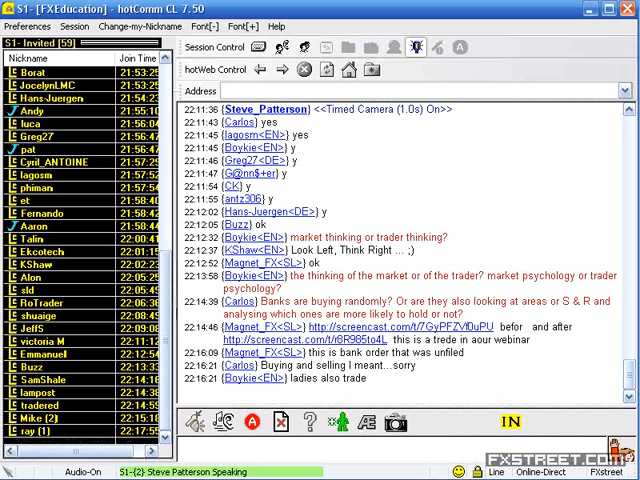 S1- [FXEducation] - hotComm CL 7.50
Preferences Session Change-my-Nickname Font[-] Font[+] Help
S1- Invited [59]
Nickname Join Time
Borat 21:53:25
JocelynLMC 21:53:25
Hans-Juergen 21:54:23
Andy 21:55:10
luca 21:56:04
Greg27 21:56:47
pat 21:56:47
Cyril_ANTOINE 21:57:29
lagosm 21:57:52
phiman 21:57:54
et 21:58:40
Fernando 21:58:42
Aaron 21:58:44
Talin 22:00:41
Ekcotech 22:01:15
KShaw 22:02:23
Alon 22:05:25
sld 22:05:49
RoTrader 22:06:36
shuaige 22:08:29
JeffS 22:09:08
victoria M 22:11:12
Emmanuel 22:11:54
Buzz 22:13:33
SamShale 22:14:16
lampost 22:14:37
tradered 22:14:59
Mike (2) 22:15:18
ray (1) 22:17:55
Session Control
hotWeb Control
Address
22:11:36 {Steve_Patterson} <<Timed Camera (1.0s) On>>
22:11:43 {Carlos} yes
22:11:45 {lagosm<EN>} yes
22:11:45 {Boykie<EN>} y
22:11:46 {Greg27<DE>} y
22:11:47 {G@nn$+er} y
22:11:54 {CK} y
22:11:55 {antz306} y
22:12:02 {Hans-Juergen<DE>} y
22:12:05 {Buzz} ok
22:12:32 {Boykie<EN>} market thinking or trader thinking?
22:12:37 {KShaw<EN>} Look Left, Think Right ... ;)
22:12:52 {Magnet_FX<SL>} ok
22:13:58 {Boykie<EN>} the thinking of the market or of the trader? market psychology or trader
psychology?
22:14:39 {Carlos} Banks are buying randomly? Or are they also looking at areas or S & R and
analysing which ones are more likely to hold or not?
22:14:46 {Magnet_FX<SL>} http://screencast.com/t/7GyPFZVf0uPU befor and after
http://screencast.com/t/r8R985to4L this is a trede in aour webinar
22:16:09 {Magnet_FX<SL>} this is bank order that was unfiled
22:16:21 {Carlos} Buying and selling I meant...sorry
22:16:21 {Boykie<EN>} ladies also trade
IN
Audio-On S1-{2} Steve Patterson Speaking Line Online-Direct FXstreet
FXSTREET.COM